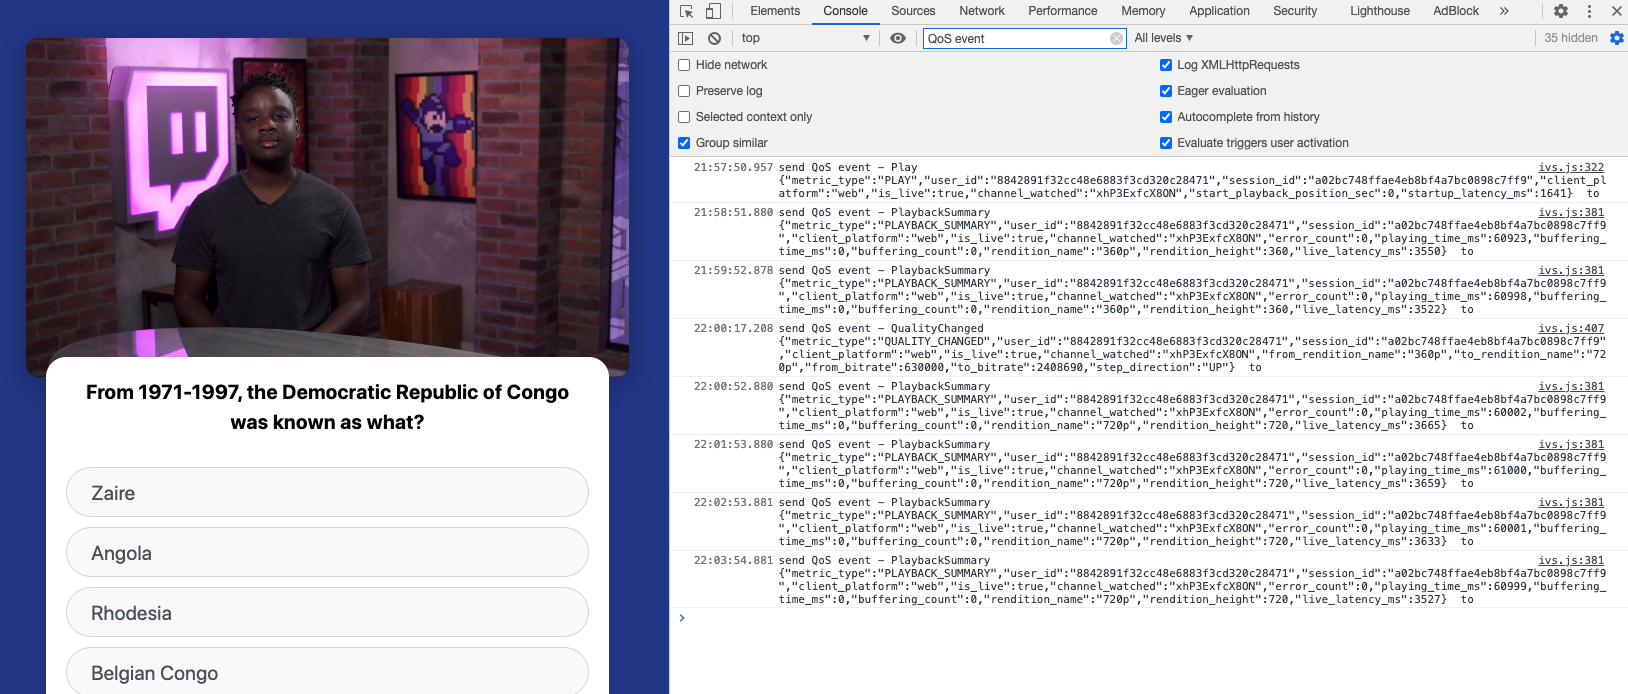 From 1971-1997, the Democratic Republic of Congo
was known as what?
Zaire
Angola
Rhodesia
Belgian Congo
Elements Console Sources Network Performance Memory Application Security Lighthouse AdBlock »
top QoS event All levels 35 hidden
Hide network Log XMLHttpRequests
Preserve log Eager evaluation
Selected context only Autocomplete from history
Group similar Evaluate triggers user activation
21:57:50.957 send QoS event – Play ivs.js:322
{"metric_type":"PLAY","user_id":"8842891f32cc48e6883f3cd320c28471","session_id":"a02bc748ffae4eb8bf4a7bc0898c7ff9","client_pl
atform":"web","is_live":true,"channel_watched":"xhP3ExfcX8ON","start_playback_position_sec":0,"startup_latency_ms":1641} to
21:58:51.880 send QoS event – PlaybackSummary ivs.js:381
{"metric_type":"PLAYBACK_SUMMARY","user_id":"8842891f32cc48e6883f3cd320c28471","session_id":"a02bc748ffae4eb8bf4a7bc0898c7ff9
","client_platform":"web","is_live":true,"channel_watched":"xhP3ExfcX8ON","error_count":0,"playing_time_ms":60923,"buffering_
time_ms":0,"buffering_count":0,"rendition_name":"360p","rendition_height":360,"live_latency_ms":3550} to
21:59:52.878 send QoS event – PlaybackSummary ivs.js:381
{"metric_type":"PLAYBACK_SUMMARY","user_id":"8842891f32cc48e6883f3cd320c28471","session_id":"a02bc748ffae4eb8bf4a7bc0898c7ff9
","client_platform":"web","is_live":true,"channel_watched":"xhP3ExfcX8ON","error_count":0,"playing_time_ms":60998,"buffering_
time_ms":0,"buffering_count":0,"rendition_name":"360p","rendition_height":360,"live_latency_ms":3522} to
22:00:17.208 send QoS event – QualityChanged ivs.js:407
{"metric_type":"QUALITY_CHANGED","user_id":"8842891f32cc48e6883f3cd320c28471","session_id":"a02bc748ffae4eb8bf4a7bc0898c7ff9"
,"client_platform":"web","is_live":true,"channel_watched":"xhP3ExfcX8ON","from_rendition_name":"360p","to_rendition_name":"72
0p","from_bitrate":630000,"to_bitrate":2408690,"step_direction":"UP"} to
22:00:52.880 send QoS event – PlaybackSummary ivs.js:381
{"metric_type":"PLAYBACK_SUMMARY","user_id":"8842891f32cc48e6883f3cd320c28471","session_id":"a02bc748ffae4eb8bf4a7bc0898c7ff9
","client_platform":"web","is_live":true,"channel_watched":"xhP3ExfcX8ON","error_count":0,"playing_time_ms":60002,"buffering_
time_ms":0,"buffering_count":0,"rendition_name":"720p","rendition_height":720,"live_latency_ms":3665} to
22:01:53.880 send QoS event – PlaybackSummary ivs.js:381
{"metric_type":"PLAYBACK_SUMMARY","user_id":"8842891f32cc48e6883f3cd320c28471","session_id":"a02bc748ffae4eb8bf4a7bc0898c7ff9
","client_platform":"web","is_live":true,"channel_watched":"xhP3ExfcX8ON","error_count":0,"playing_time_ms":61000,"buffering_
time_ms":0,"buffering_count":0,"rendition_name":"720p","rendition_height":720,"live_latency_ms":3659} to
22:02:53.881 send QoS event – PlaybackSummary ivs.js:381
{"metric_type":"PLAYBACK_SUMMARY","user_id":"8842891f32cc48e6883f3cd320c28471","session_id":"a02bc748ffae4eb8bf4a7bc0898c7ff9
","client_platform":"web","is_live":true,"channel_watched":"xhP3ExfcX8ON","error_count":0,"playing_time_ms":60001,"buffering_
time_ms":0,"buffering_count":0,"rendition_name":"720p","rendition_height":720,"live_latency_ms":3633} to
22:03:54.881 send QoS event – PlaybackSummary ivs.js:381
{"metric_type":"PLAYBACK_SUMMARY","user_id":"8842891f32cc48e6883f3cd320c28471","session_id":"a02bc748ffae4eb8bf4a7bc0898c7ff9
","client_platform":"web","is_live":true,"channel_watched":"xhP3ExfcX8ON","error_count":0,"playing_time_ms":60999,"buffering_
time_ms":0,"buffering_count":0,"rendition_name":"720p","rendition_height":720,"live_latency_ms":3527} to